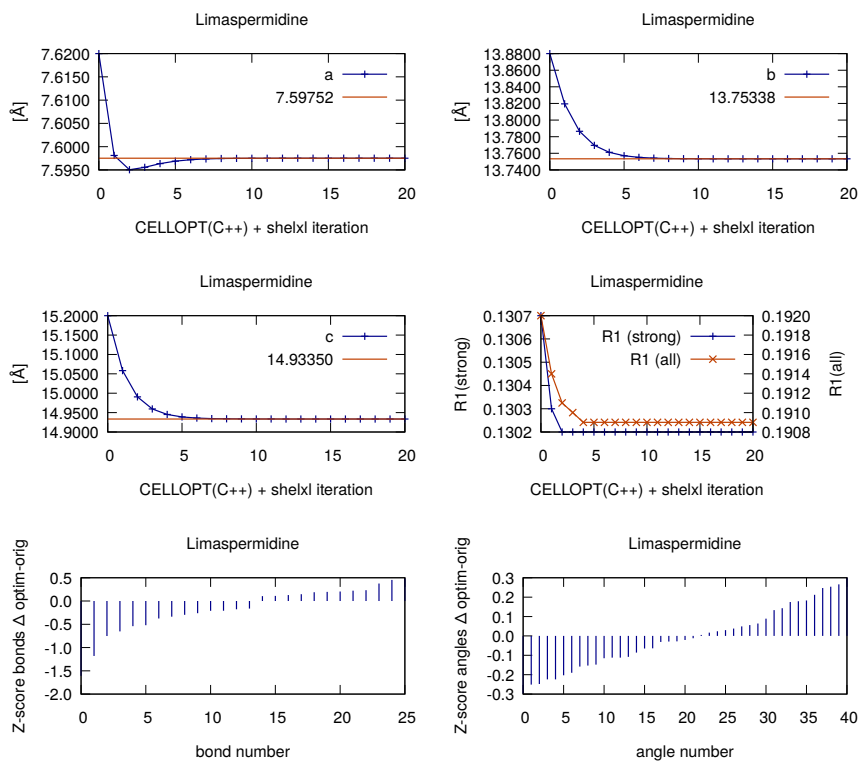 Limaspermidine
7.6200
7.6150
7.6100
7.6050
7.6000
7.5950
[Å]
a
7.59752
0 5 10 15 20
CELLOPT(C++) + shelxl iteration
Limaspermidine
13.8800
13.8600
13.8400
13.8200
13.8000
13.7800
13.7600
13.7400
[Å]
b
13.75338
0 5 10 15 20
CELLOPT(C++) + shelxl iteration
Limaspermidine
15.2000
15.1500
15.1000
15.0500
15.0000
14.9500
14.9000
[Å]
c
14.93350
0 5 10 15 20
CELLOPT(C++) + shelxl iteration
Limaspermidine
0.1307
0.1306
0.1304
0.1303
0.1302
R1(strong)
R1 (strong)
R1 (all)
0.1920
0.1918
0.1916
0.1914
0.1912
0.1910
0.1908
R1(all)
0 5 10 15 20
CELLOPT(C++) + shelxl iteration
Limaspermidine
0.5
0.0
-0.5
-1.0
-1.5
-2.0
Z-score bonds Δ optim-orig
0 5 10 15 20 25
bond number
Limaspermidine
0.3
0.2
0.1
0.0
-0.1
-0.2
-0.3
Z-score angles Δ optim-orig
0 5 10 15 20 25 30 35 40
angle number